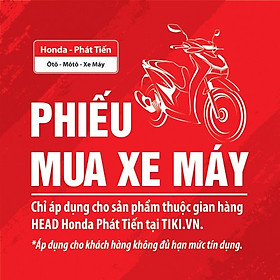 Honda - Phát Tiến
Ôtô - Môtô - Xe Máy
PHIẾU
MUA XE MÁY
Chỉ áp dụng cho sản phẩm thuộc gian hàng
HEAD Honda Phát Tiến tại TIKI.VN.
*Áp dụng cho khách hàng không đủ hạn mức tín dụng.